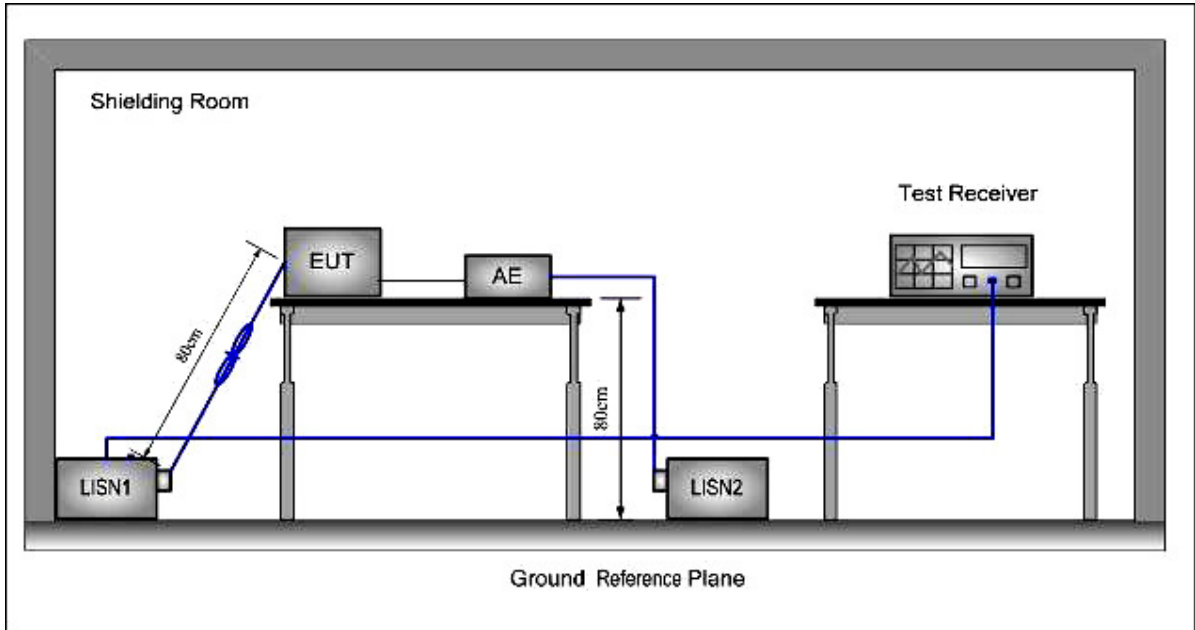 Shielding Room
Test Receiver
EUT
AE
80cm
80cm
LISN1
LISN2
Ground Reference Plane